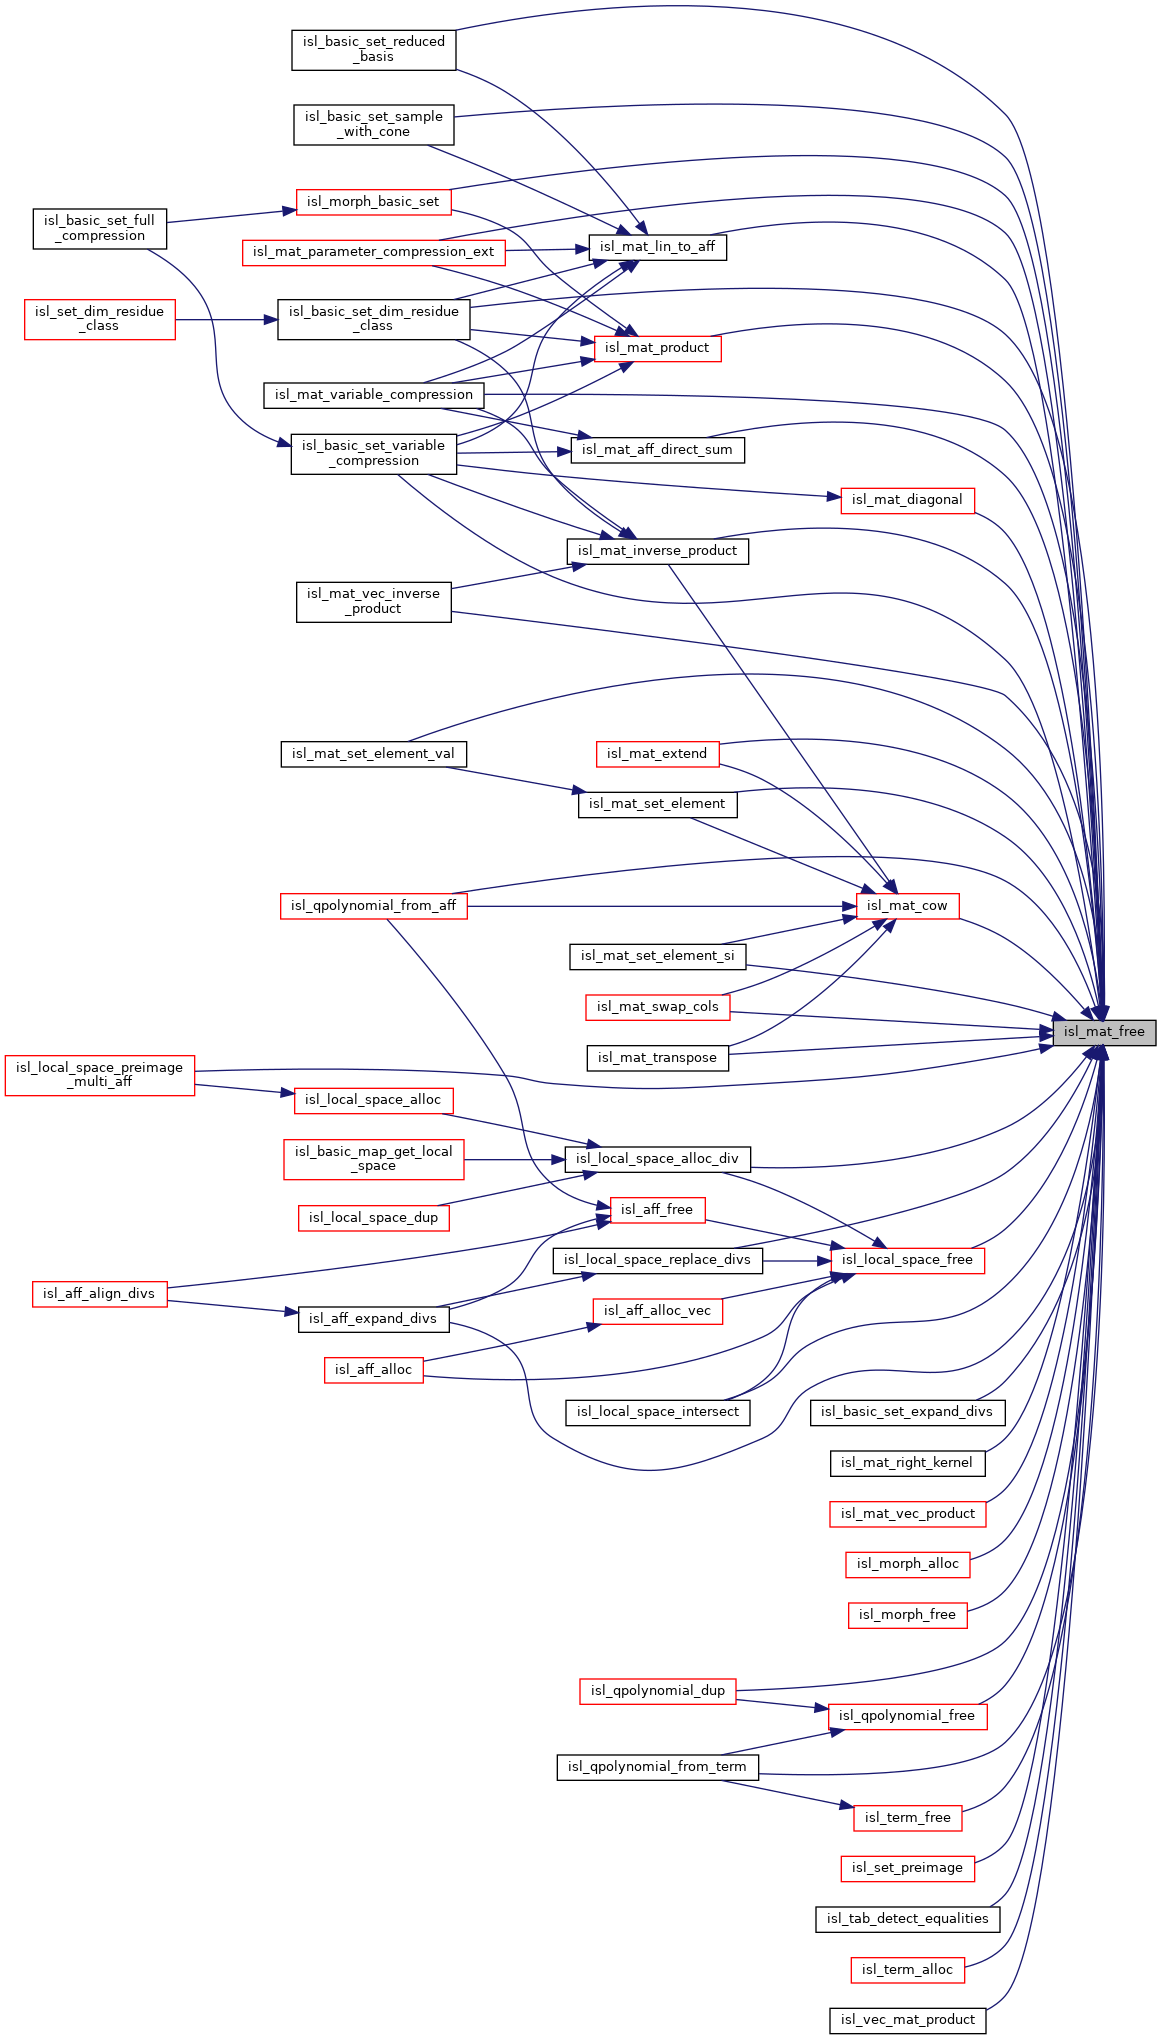 isl_basic_set_reduced
_basis
isl_basic_set_sample
_with_cone
isl_morph_basic_set
isl_basic_set_full
_compression
isl_mat_parameter_compression_ext
isl_mat_lin_to_aff
isl_set_dim_residue
_class
isl_basic_set_dim_residue
_class
isl_mat_product
isl_mat_variable_compression
isl_basic_set_variable
_compression
isl_mat_aff_direct_sum
isl_mat_diagonal
isl_mat_inverse_product
isl_mat_vec_inverse
_product
isl_mat_set_element_val
isl_mat_extend
isl_mat_set_element
isl_qpolynomial_from_aff
isl_mat_cow
isl_mat_set_element_si
isl_mat_swap_cols
isl_mat_free
isl_mat_transpose
isl_local_space_preimage
_multi_aff
isl_local_space_alloc
isl_basic_map_get_local
_space
isl_local_space_alloc_div
isl_local_space_dup
isl_aff_free
isl_local_space_replace_divs
isl_local_space_free
isl_aff_align_divs
isl_aff_expand_divs
isl_aff_alloc_vec
isl_aff_alloc
isl_local_space_intersect
isl_basic_set_expand_divs
isl_mat_right_kernel
isl_mat_vec_product
isl_morph_alloc
isl_morph_free
isl_qpolynomial_dup
isl_qpolynomial_free
isl_qpolynomial_from_term
isl_term_free
isl_set_preimage
isl_tab_detect_equalities
isl_term_alloc
isl_vec_mat_product